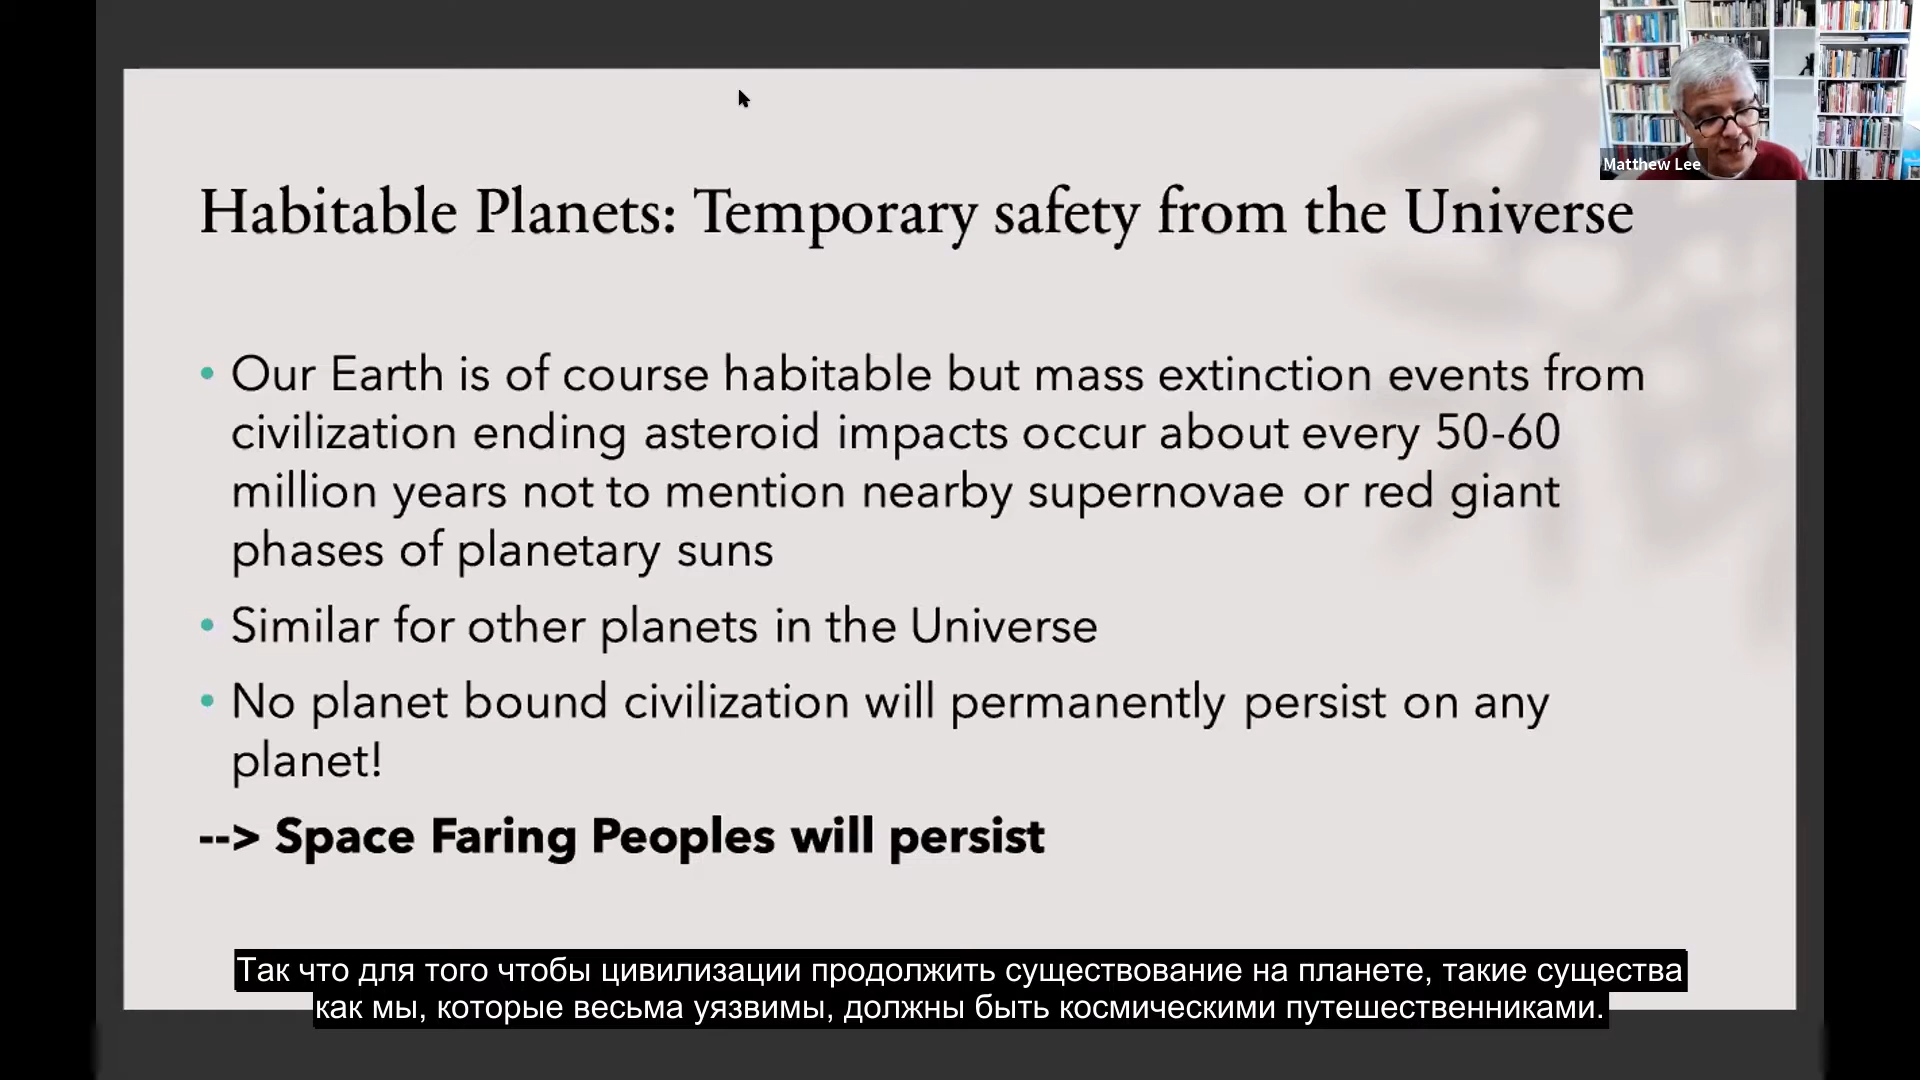 Matthew Lee
Habitable Planets: Temporary safety from the Universe
• Our Earth is of course habitable but mass extinction events from
civilization ending asteroid impacts occur about every 50-60
million years not to mention nearby supernovae or red giant
phases of planetary suns
• Similar for other planets in the Universe
• No planet bound civilization will permanently persist on any
planet!
--> Space Faring Peoples will persist
Так что для того чтобы цивилизации продолжить существование на планете, такие существа
как мы, которые весьма уязвимы, должны быть космическими путешественниками.